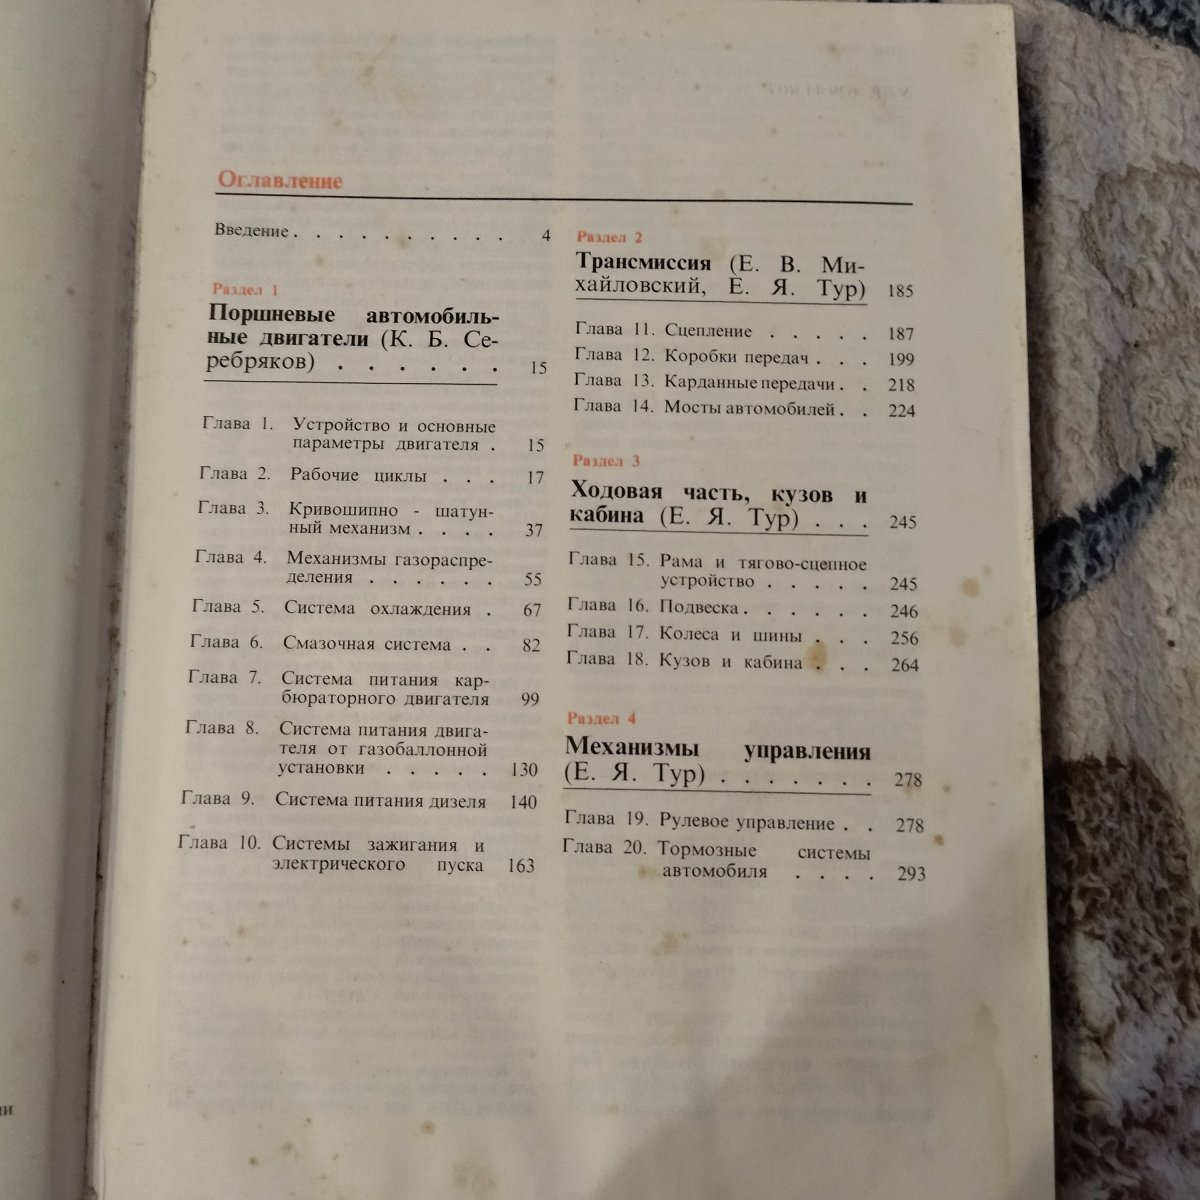 Оглавление
Введение . . . . . . . . . . 4
Раздел 1
Поршневые автомобиль-
ные двигатели (К. Б. Се-
ребряков) . . . . . . 15
Глава 1. Устройство и основные
параметры двигателя . 15
Глава 2. Рабочие циклы . . . 17
Глава 3. Кривошипно - шатун-
ный механизм . . . . 37
Глава 4. Механизмы газораспре-
деления . . . . . . 55
Глава 5. Система охлаждения . 67
Глава 6. Смазочная система . . 82
Глава 7. Система питания кар-
бюраторного двигателя 99
Глава 8. Система питания двига-
теля от газобаллонной
установки . . . . . 130
Глава 9. Система питания дизеля 140
Глава 10. Системы зажигания и
электрического пуска 163
Раздел 2
Трансмиссия (Е. В. Ми-
хайловский, Е. Я. Тур) 185
Глава 11. Сцепление . . . . . 187
Глава 12. Коробки передач . . . 199
Глава 13. Карданные передачи . . 218
Глава 14. Мосты автомобилей . . 224
Раздел 3
Ходовая часть, кузов и
кабина (Е. Я. Тур) . . . 245
Глава 15. Рама и тягово-сцепное
устройство . . . . . 245
Глава 16. Подвеска . . . . . . 246
Глава 17. Колеса и шины . . . 256
Глава 18. Кузов и кабина . . . 264
Раздел 4
Механизмы управления
(Е. Я. Тур) . . . . . . . 278
Глава 19. Рулевое управление . . 278
Глава 20. Тормозные системы
автомобиля . . . . 293